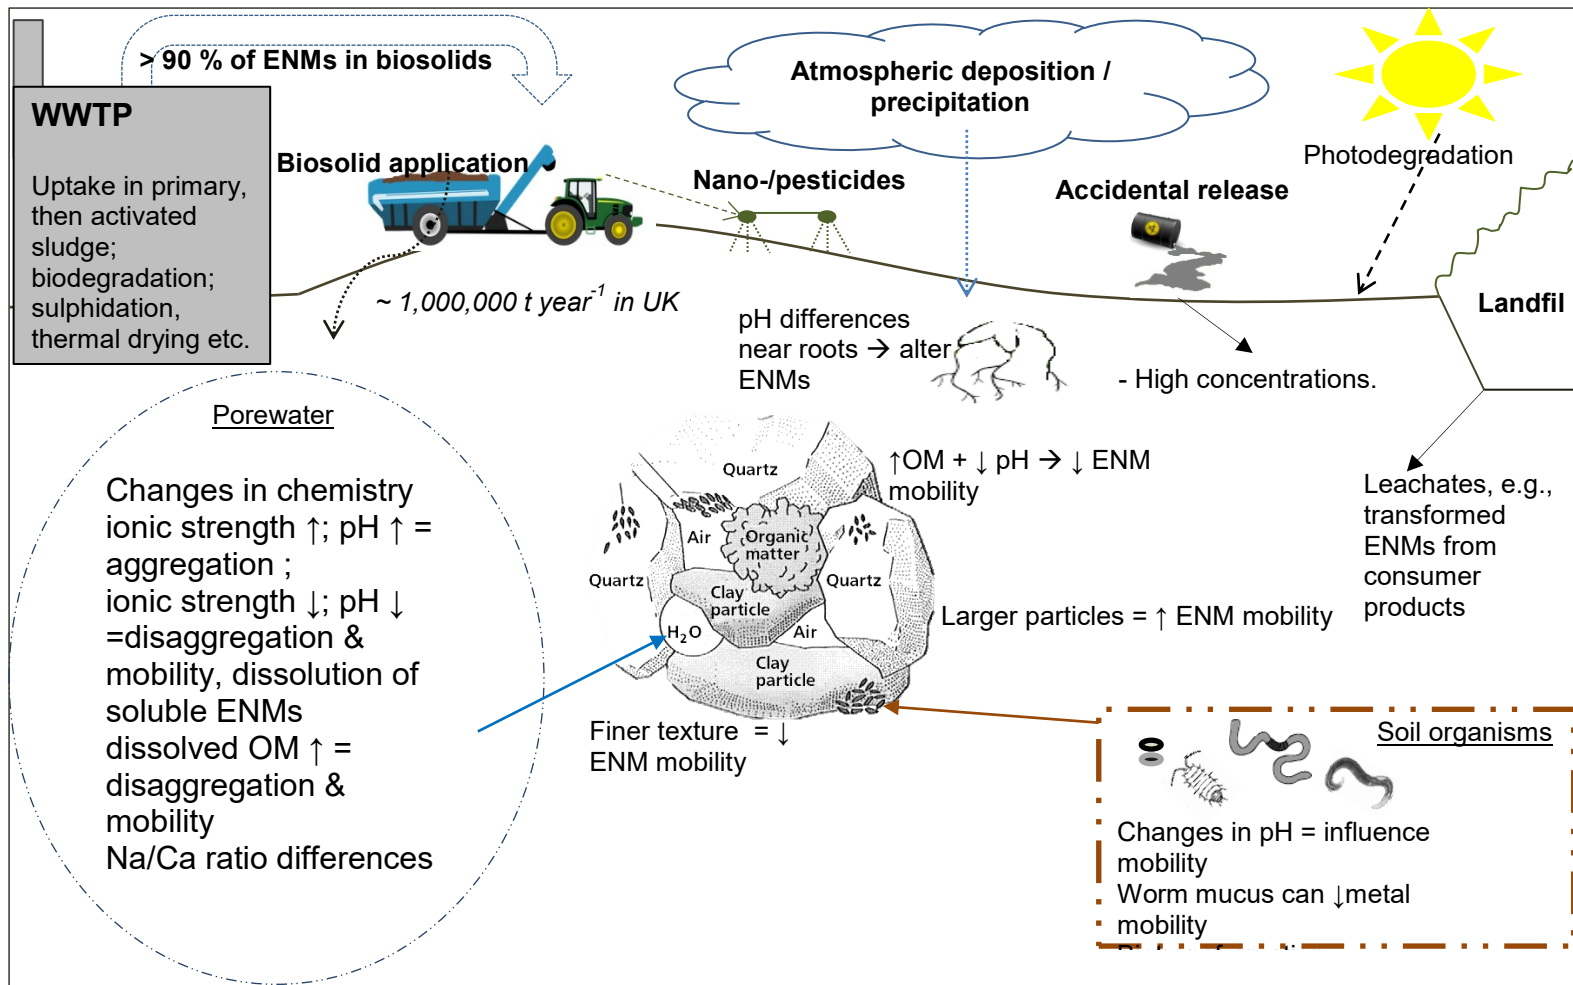 > 90 % of ENMs in biosolids
WWTP
Uptake in primary,
then activated
sludge;
biodegradation;
sulphidation,
thermal drying etc.
Biosolid application
~ 1,000,000 t year⁻¹ in UK
Nano-/pesticides
Atmospheric deposition /
precipitation
Accidental release
Photodegradation
Landfil
pH differences
near roots → alter
ENMs
- High concentrations.
Leachates, e.g.,
transformed
ENMs from
consumer
products
Porewater
Changes in chemistry
ionic strength ↑; pH ↑ =
aggregation ;
ionic strength ↓; pH ↓
=disaggregation &
mobility, dissolution of
soluble ENMs
dissolved OM ↑ =
disaggregation &
mobility
Na/Ca ratio differences
Quartz
Air
Organic
matter
Quartz
Quartz
Clay
particle
H₂O
Air
Clay
particle
↑OM + ↓ pH → ↓ ENM
mobility
Larger particles = ↑ ENM mobility
Finer texture = ↓
ENM mobility
Soil organisms
Changes in pH = influence
mobility
Worm mucus can ↓metal
mobility